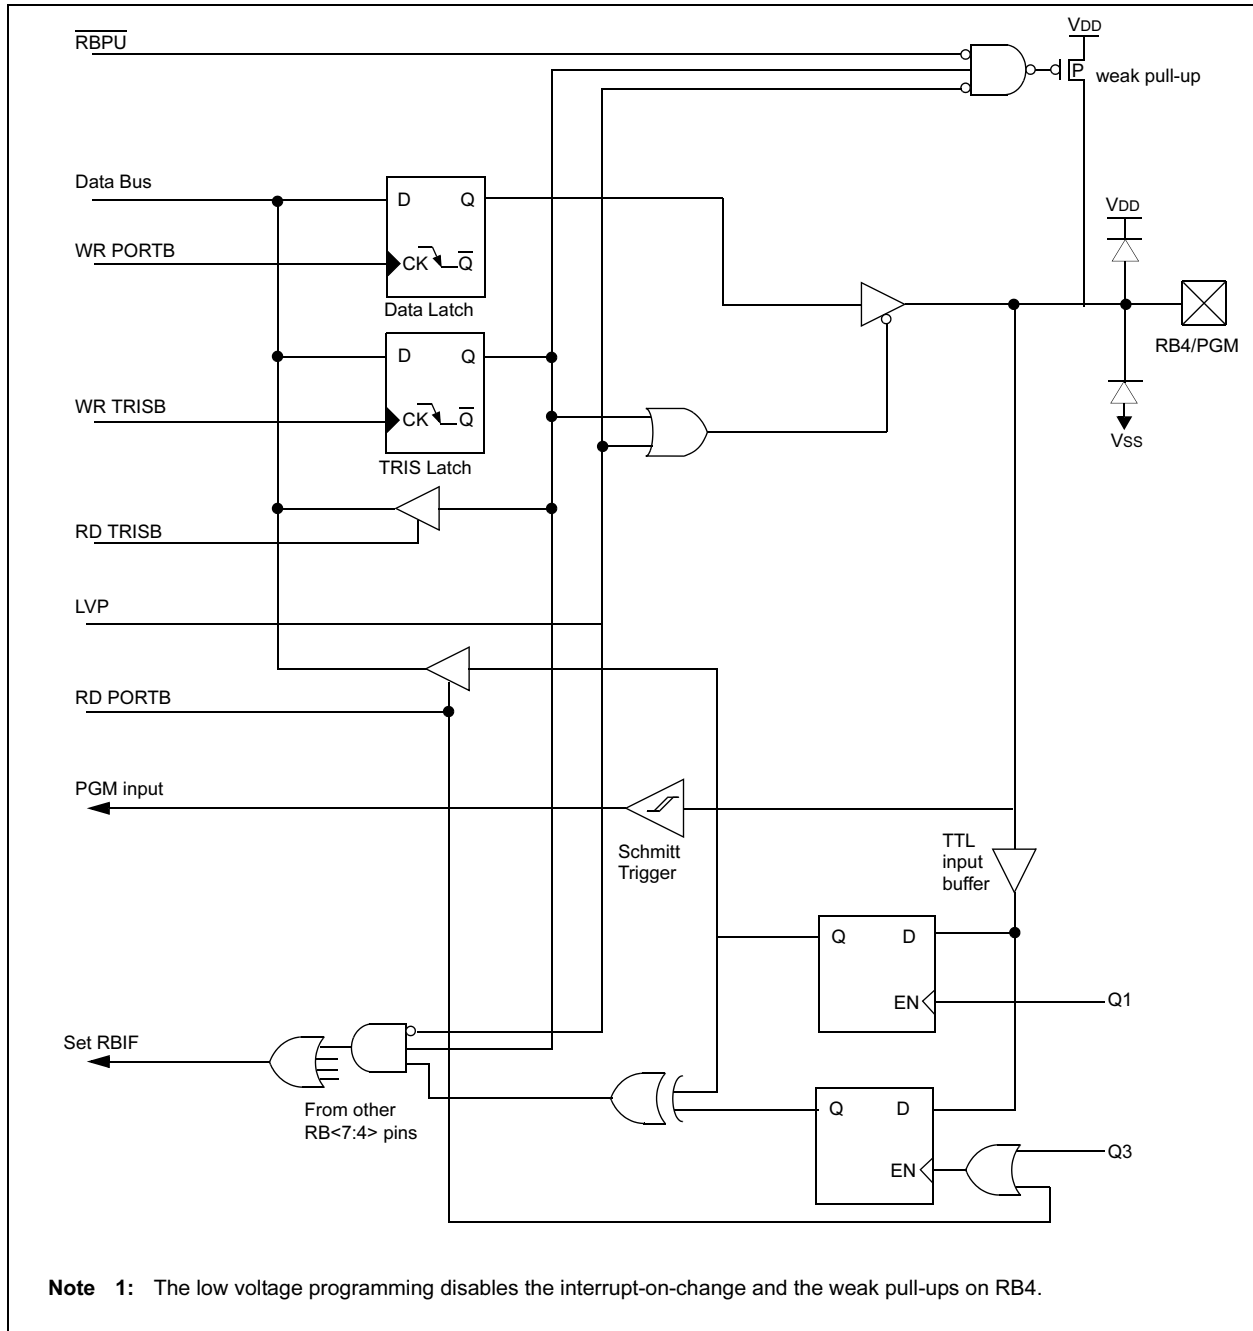 RBPU
VDD
P
weak pull-up
Data Bus
D Q
VDD
WR PORTB
CK Q
Data Latch
RB4/PGM
D Q
WR TRISB
CK Q
VSS
TRIS Latch
RD TRISB
LVP
RD PORTB
PGM input
Schmitt
Trigger
TTL
input
buffer
Q D
EN
Q1
Set RBIF
From other
RB<7:4> pins
Q D
EN
Q3
Note 1: The low voltage programming disables the interrupt-on-change and the weak pull-ups on RB4.